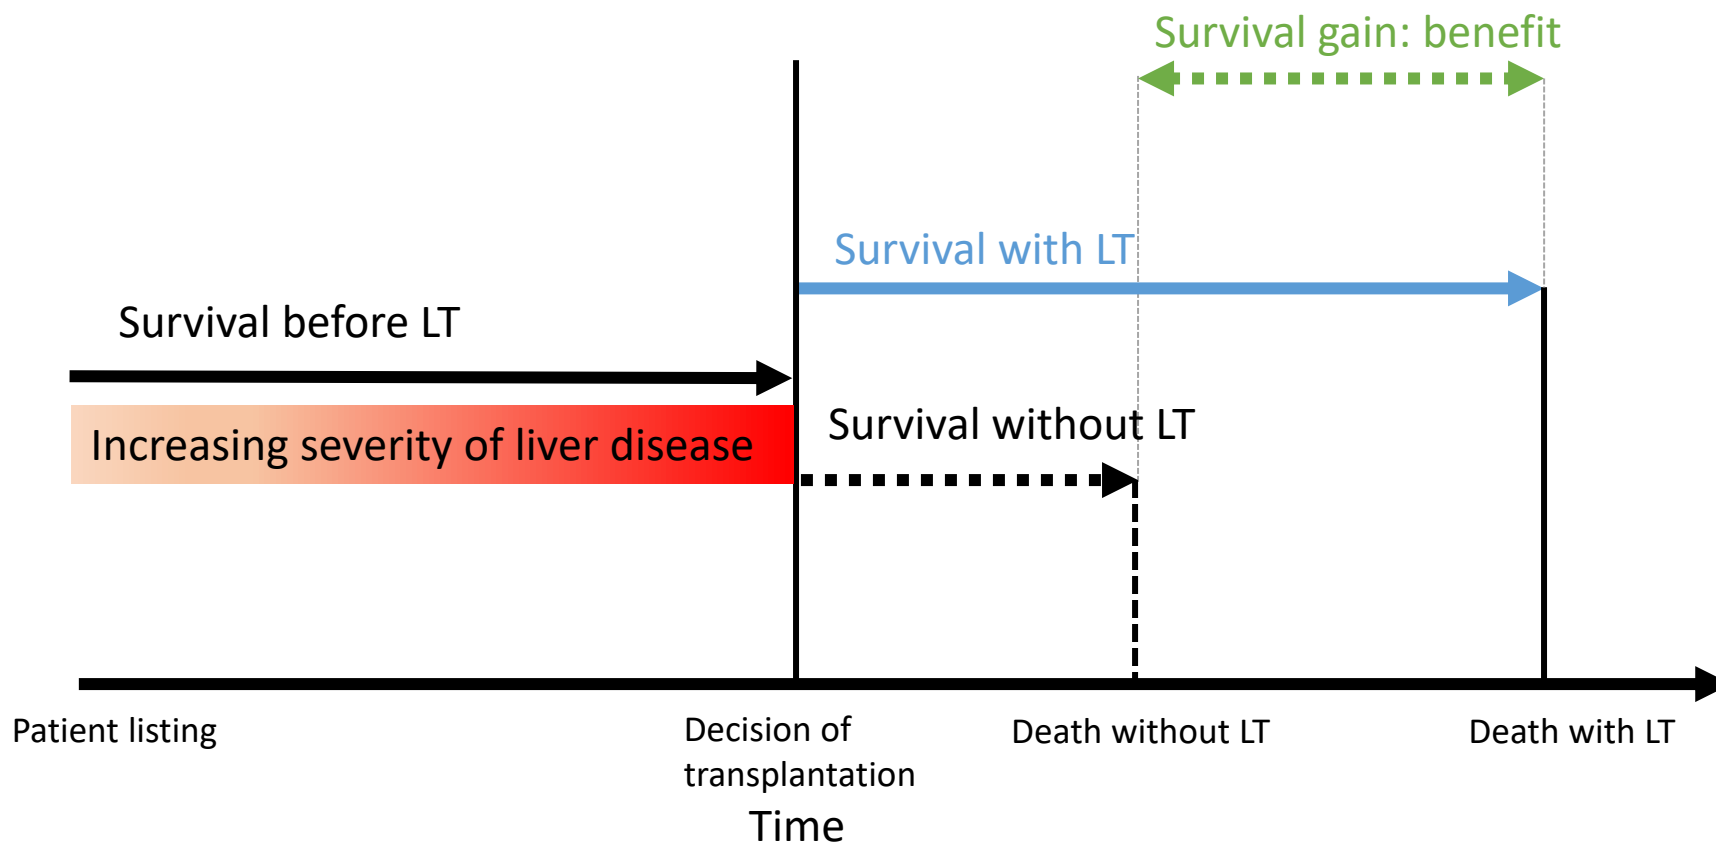 Survival gain: benefit
Survival with LT
Survival before LT
Survival without LT
Increasing severity of liver disease
Patient listing
Decision of
transplantation
Death without LT
Death with LT
Time